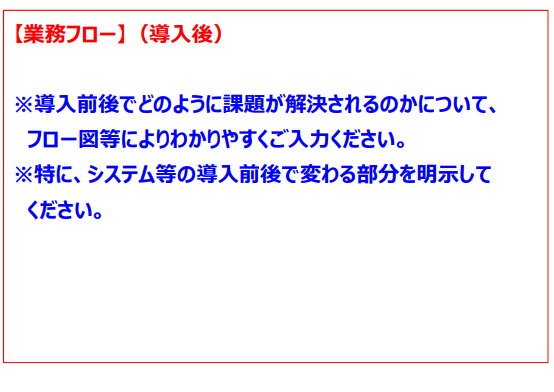 【業務フロー】（導入後）
※導入前後でどのように課題が解決されるのかについて、
フロー図等によりわかりやすくご入力ください。
※特に、システム等の導入前後で変わる部分を明示して
ください。